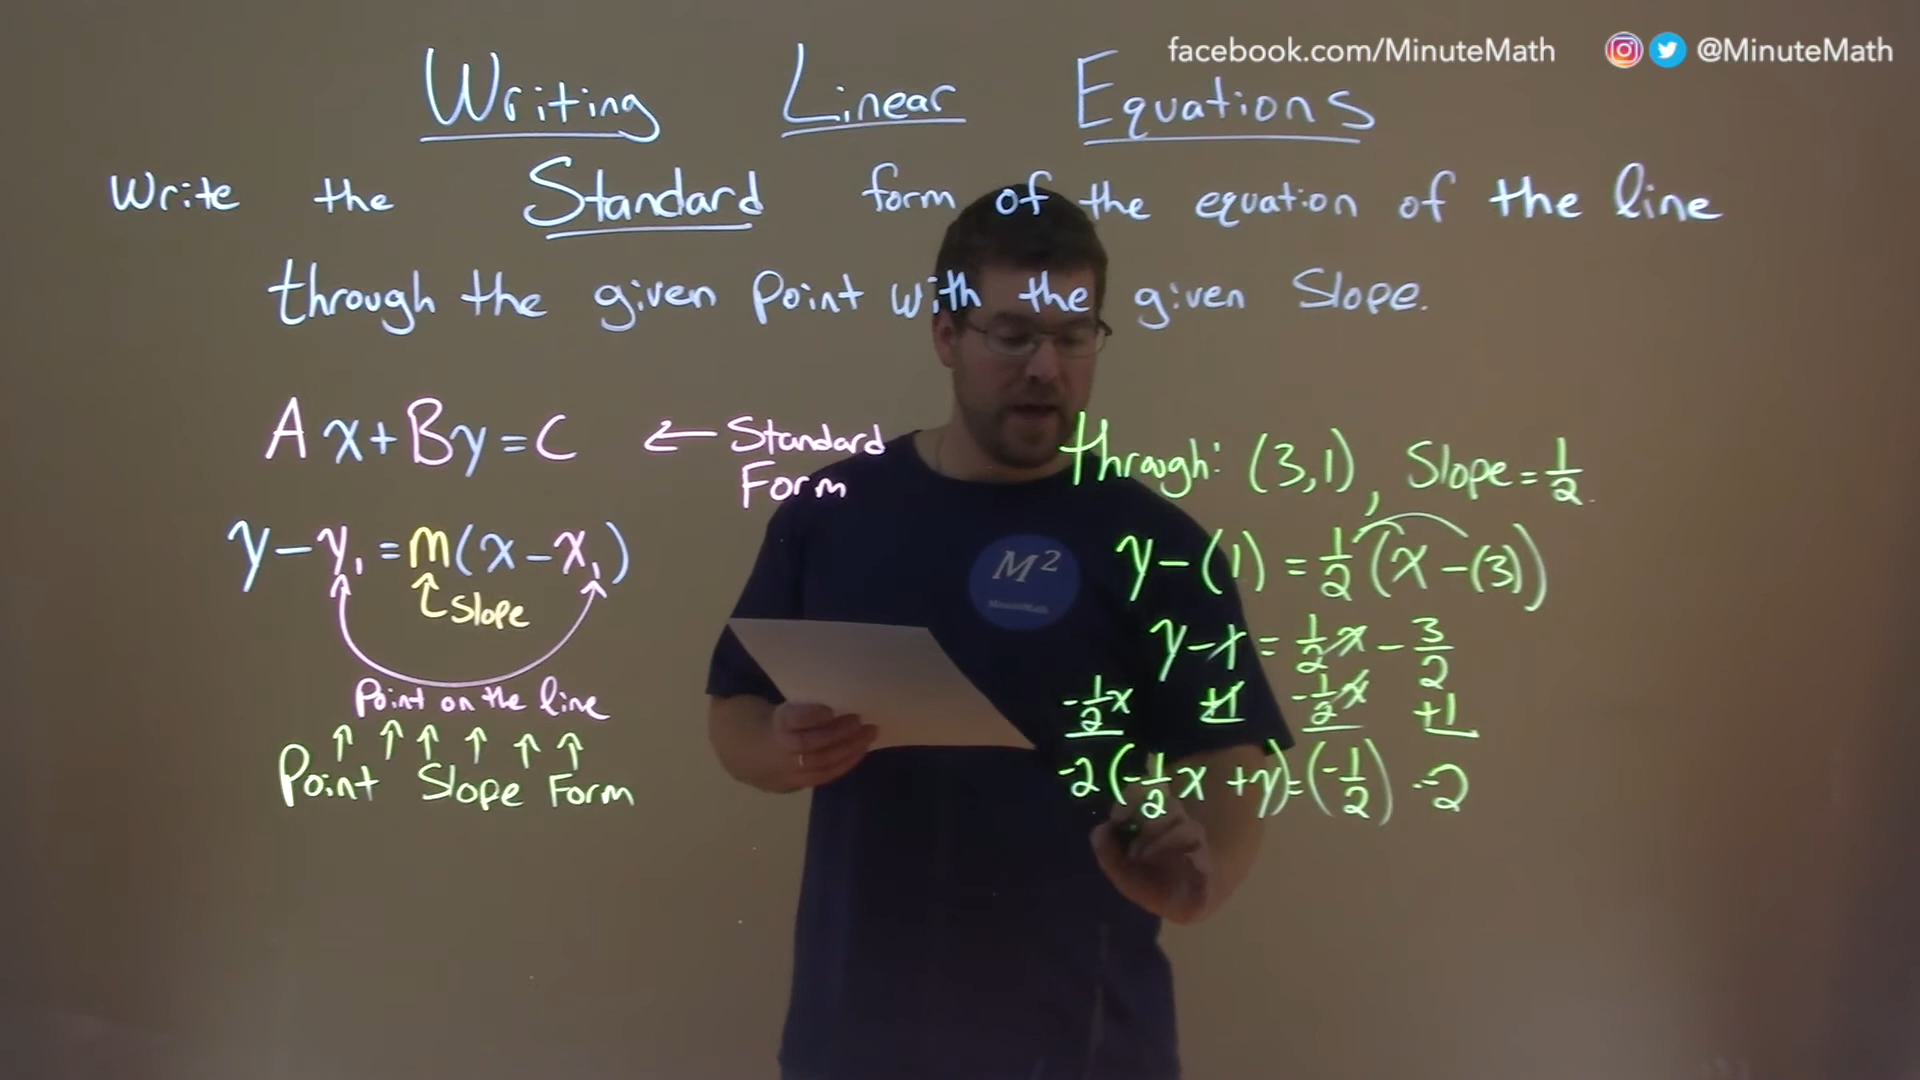 facebook.com/MinuteMath @MinuteMath
Writing Linear Equations
Write the Standard form of the equation of the line
through the given point with the given slope.
Ax+By=C ← Standard Form
y-y₁=m(x-x₁)
Slope
Point on the line
↑ ↑ ↑ ↑ ↑ ↑
Point Slope Form
M²
MinuteMath
through: (3,1), Slope=1/2
y-(1)=1/2(x-(3))
y-1=1/2x-3/2
-1/2x +1 -1/2x +1
-2(-1/2x+y)=(-1/2) -2